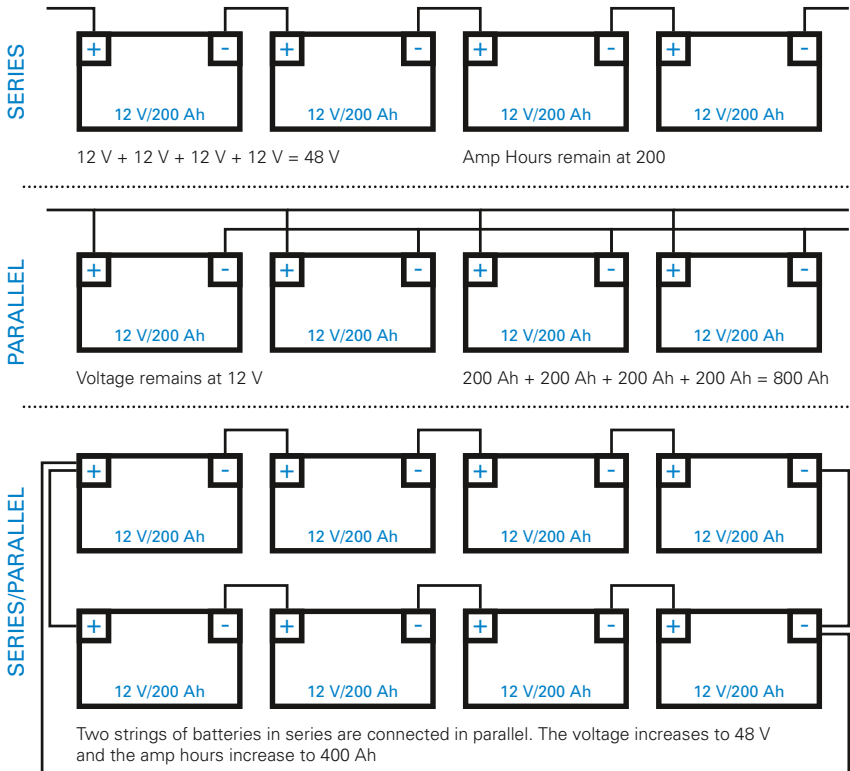 SERIES
+ - + - + - + -
12 V/200 Ah 12 V/200 Ah 12 V/200 Ah 12 V/200 Ah
12 V + 12 V + 12 V + 12 V = 48 V Amp Hours remain at 200
PARALLEL
+ - + - + - + -
12 V/200 Ah 12 V/200 Ah 12 V/200 Ah 12 V/200 Ah
Voltage remains at 12 V 200 Ah + 200 Ah + 200 Ah + 200 Ah = 800 Ah
SERIES/PARALLEL
+ - + - + - + -
12 V/200 Ah 12 V/200 Ah 12 V/200 Ah 12 V/200 Ah
+ - + - + - + -
12 V/200 Ah 12 V/200 Ah 12 V/200 Ah 12 V/200 Ah
Two strings of batteries in series are connected in parallel. The voltage increases to 48 V
and the amp hours increase to 400 Ah